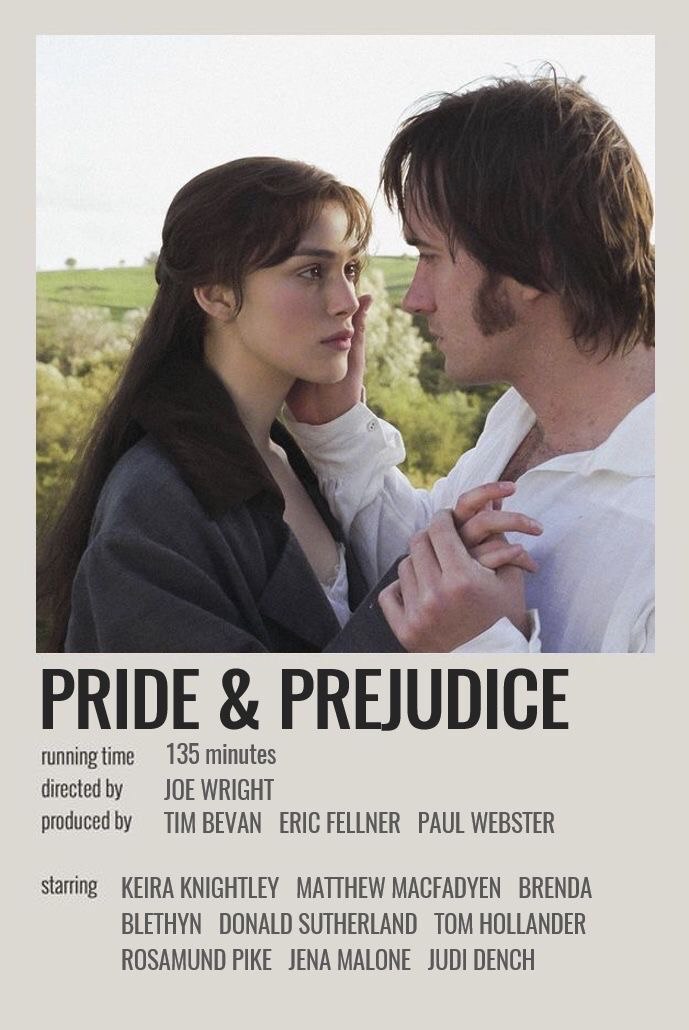 PRIDE & PREJUDICE
running time 135 minutes
directed by JOE WRIGHT
produced by TIM BEVAN ERIC FELLNER PAUL WEBSTER
starring KEIRA KNIGHTLEY MATTHEW MACFADYEN BRENDA
BLETHYN DONALD SUTHERLAND TOM HOLLANDER
ROSAMUND PIKE JENA MALONE JUDI DENCH